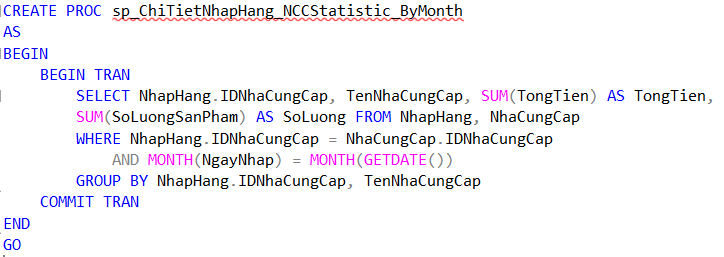 CREATE PROC sp_ChiTietNhapHang_NCCStatistic_ByMonth
AS
BEGIN
BEGIN TRAN
SELECT NhapHang.IDNhaCungCap, TenNhaCungCap, SUM(TongTien) AS TongTien,
SUM(SoLuongSanPham) AS SoLuong FROM NhapHang, NhaCungCap
WHERE NhapHang.IDNhaCungCap = NhaCungCap.IDNhaCungCap
AND MONTH(NgayNhap) = MONTH(GETDATE())
GROUP BY NhapHang.IDNhaCungCap, TenNhaCungCap
COMMIT TRAN
END
GO